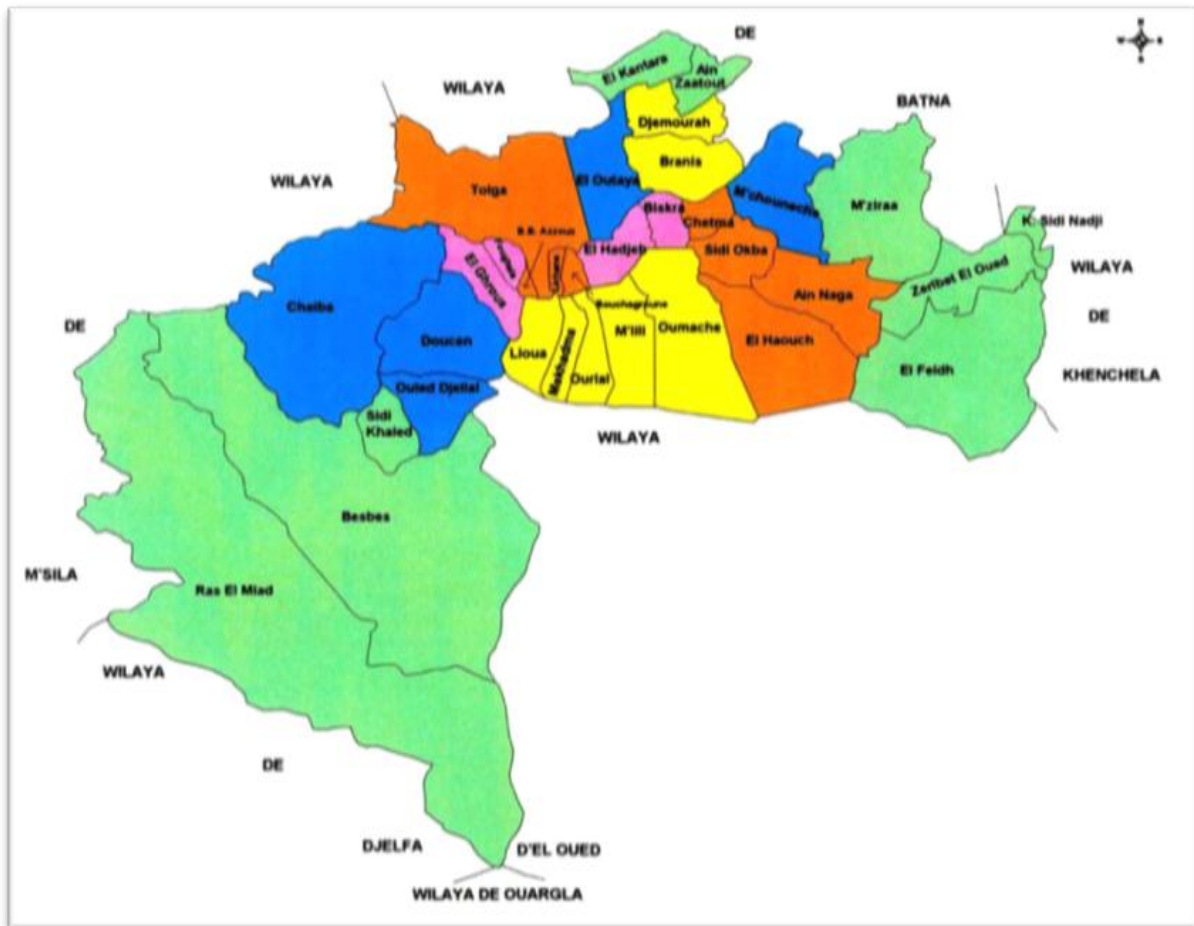 DE
El Kantara
Ain
Zaatout
WILAYA
BATNA
Djemourah
Branis
WILAYA
Tolga
El Outaya
M'chouneche
M'ziraa
Biskra
Chetma
K. Sidi Nadji
B.B. Azzouz
El Hadjeb
Sidi Okba
El Ghrous
Zeribet El Oued
WILAYA
Ain Naga
Chaiba
Bouchagroune
DE
M'lili
Oumache
DE
Doucen
Lioua
Mekhadma
El Haouch
Ourlal
El Feidh
KHENCHELA
Ouled Djellal
Sidi
Khaled
WILAYA
Besbes
M'SILA
Ras El Miad
WILAYA
DE
DJELFA
D'EL OUED
WILAYA DE OUARGLA